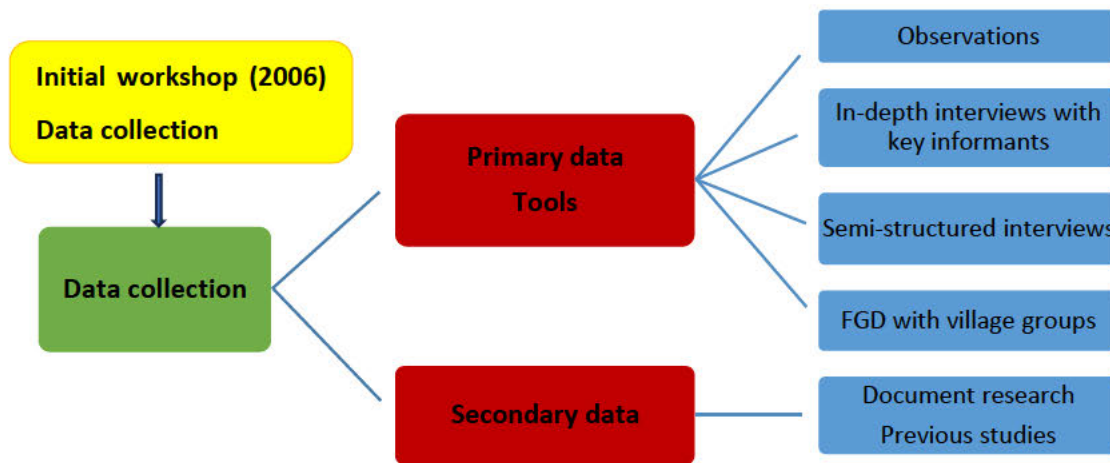 Initial workshop (2006)
Data collection
Data collection
Primary data
Tools
Secondary data
Observations
In-depth interviews with
key informants
Semi-structured interviews
FGD with village groups
Document research
Previous studies